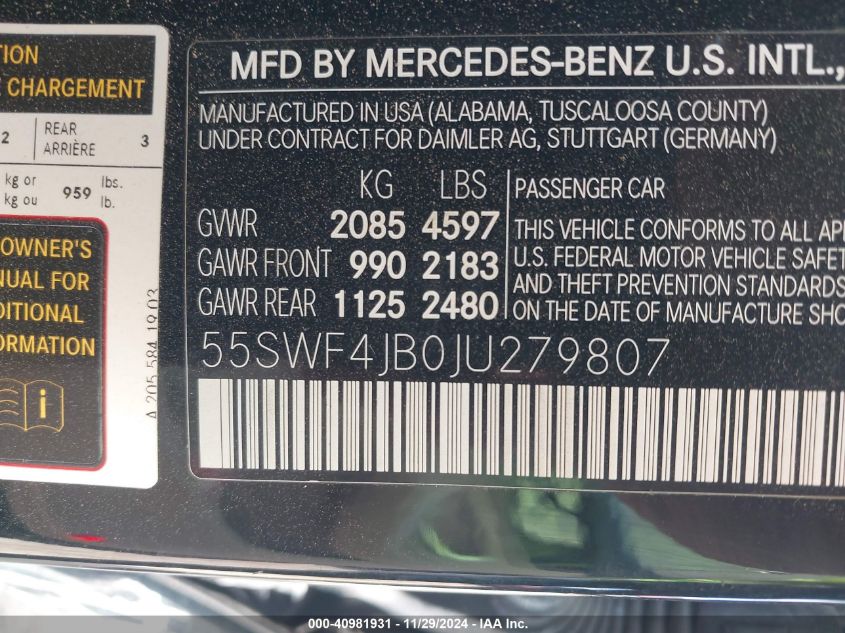 TION
E CHARGEMENT
2 REAR ARRIÈRE 3
kg or kg ou 959 lbs. lb.
OWNER'S
NUAL FOR
DITIONAL
ORMATION
A 205 584 19 03
MFD BY MERCEDES-BENZ U.S. INTL.,
MANUFACTURED IN USA (ALABAMA, TUSCALOOSA COUNTY)
UNDER CONTRACT FOR DAIMLER AG, STUTTGART (GERMANY)
KG LBS
GVWR 2085 4597
GAWR FRONT 990 2183
GAWR REAR 1125 2480
PASSENGER CAR
THIS VEHICLE CONFORMS TO ALL APP
U.S. FEDERAL MOTOR VEHICLE SAFET
AND THEFT PREVENTION STANDARDS
ON THE DATE OF MANUFACTURE SHO
55SWF4JB0JU279807
000-40981931 - 11/29/2024 - IAA Inc.